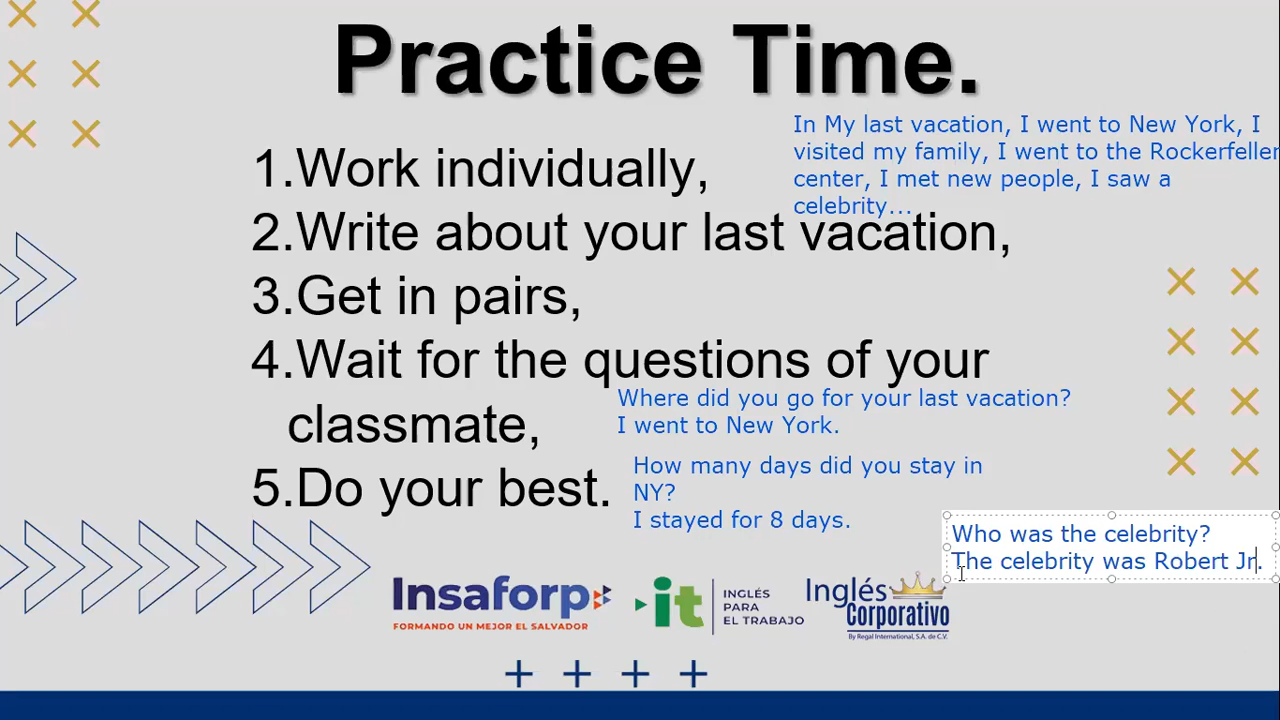 Practice Time.
In My last vacation, I went to New York, I
visited my family, I went to the Rockerfeller
center, I met new people, I saw a
celebrity...
1.Work individually,
2.Write about your last vacation,
3.Get in pairs,
4.Wait for the questions of your
classmate,
Where did you go for your last vacation?
I went to New York.
5.Do your best.
How many days did you stay in
NY?
I stayed for 8 days.
Who was the celebrity?
The celebrity was Robert Jr.
Insaforp
FORMANDO UN MEJOR EL SALVADOR
it
INGLÉS
PARA
EL TRABAJO
Inglés
Corporativo
By Regal International, S.A. de C.V.